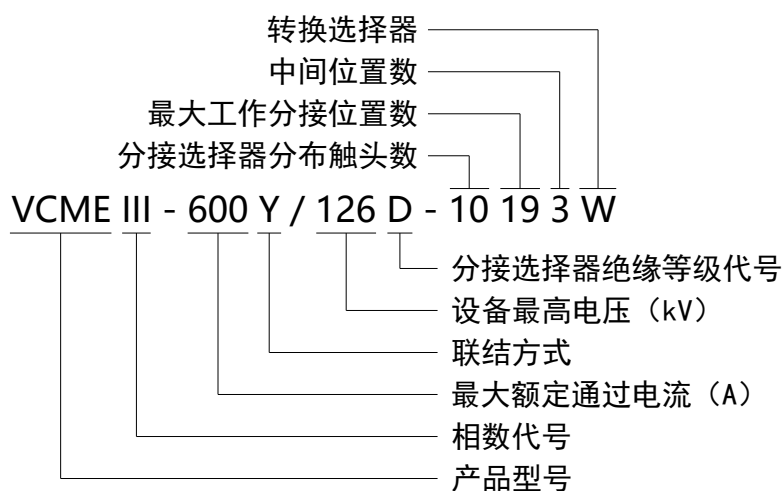 转换选择器
中间位置数
最大工作分接位置数
分接选择器分布触头数
VCME III - 600 Y / 126 D - 10 19 3 W
分接选择器绝缘等级代号
设备最高电压（kV）
联结方式
最大额定通过电流（A）
相数代号
产品型号